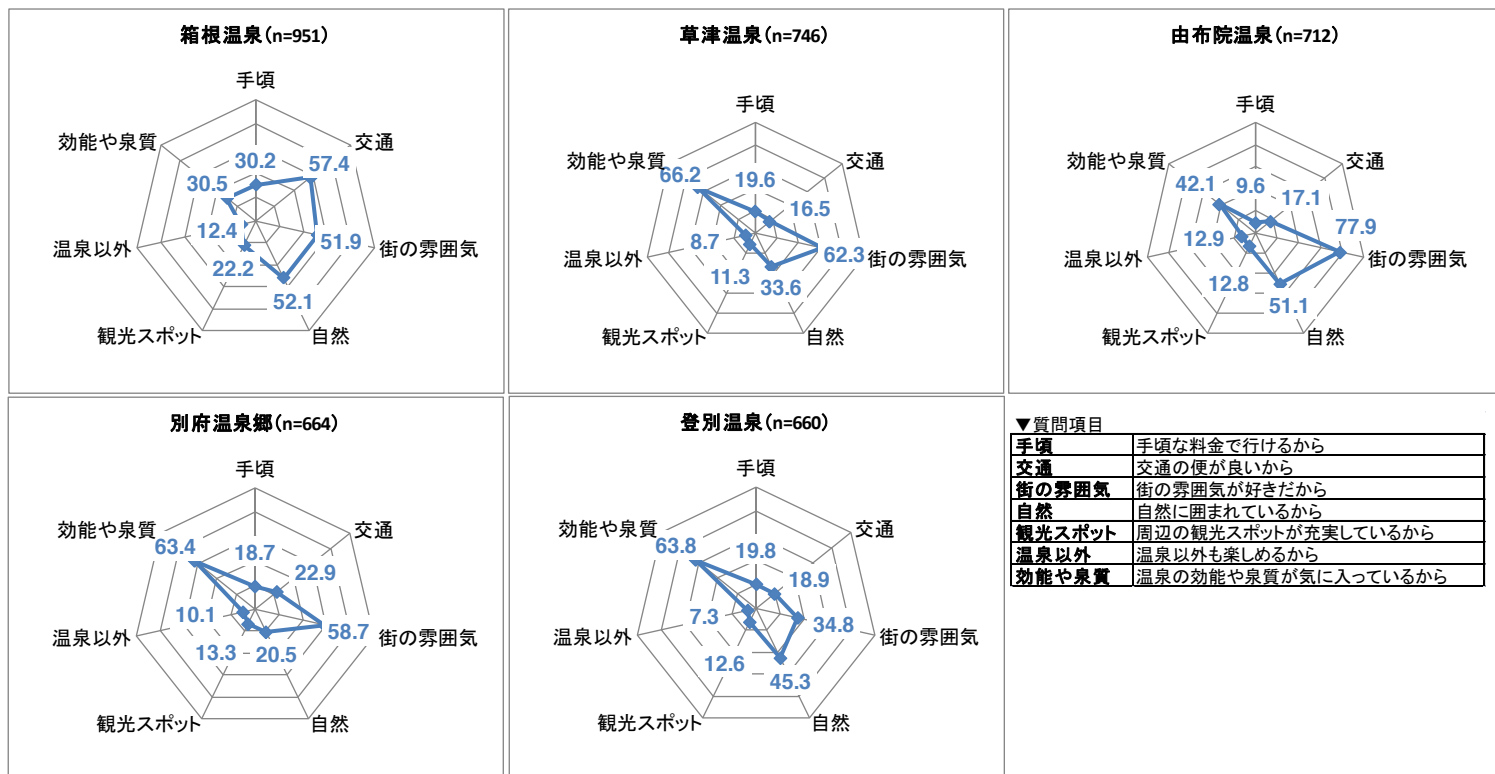 箱根温泉(n=951)
手頃
交通
街の雰囲気
自然
観光スポット
温泉以外
効能や泉質
30.2
57.4
51.9
52.1
22.2
12.4
30.5
草津温泉(n=746)
手頃
交通
街の雰囲気
自然
観光スポット
温泉以外
効能や泉質
19.6
16.5
62.3
33.6
11.3
8.7
66.2
由布院温泉(n=712)
手頃
交通
街の雰囲気
自然
観光スポット
温泉以外
効能や泉質
9.6
17.1
77.9
51.1
12.8
12.9
42.1
別府温泉郷(n=664)
手頃
交通
街の雰囲気
自然
観光スポット
温泉以外
効能や泉質
18.7
22.9
58.7
20.5
13.3
10.1
63.4
登別温泉(n=660)
手頃
交通
街の雰囲気
自然
観光スポット
温泉以外
効能や泉質
19.8
18.9
34.8
45.3
12.6
7.3
63.8
▼質問項目
手頃 手頃な料金で行けるから
交通 交通の便が良いから
街の雰囲気 街の雰囲気が好きだから
自然 自然に囲まれているから
観光スポット 周辺の観光スポットが充実しているから
温泉以外 温泉以外も楽しめるから
効能や泉質 温泉の効能や泉質が気に入っているから